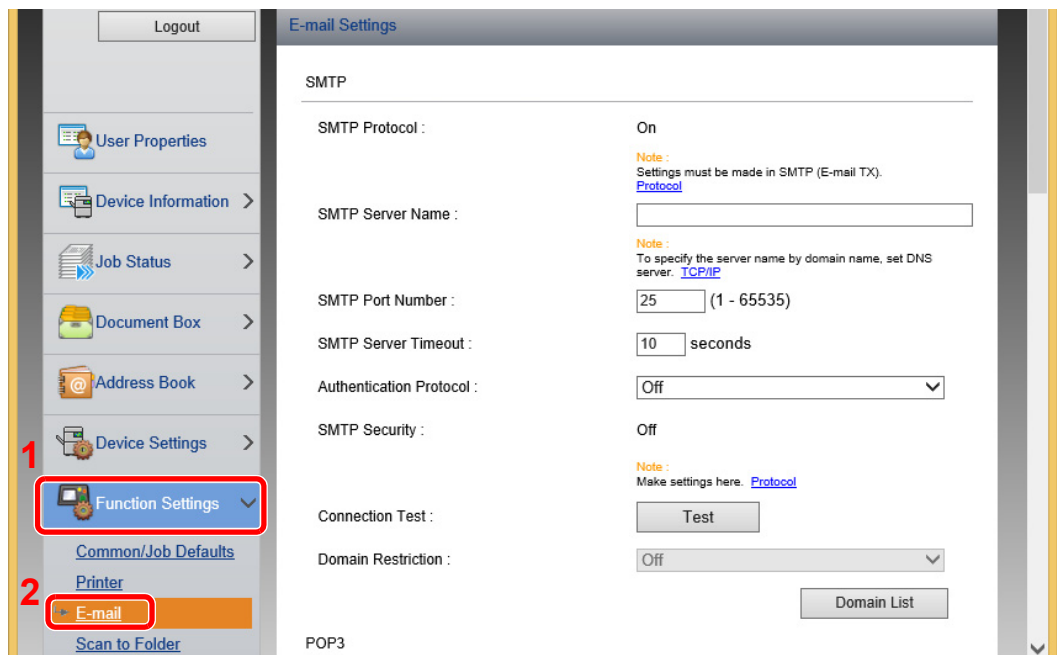 Logout
User Properties
Device Information
Job Status
Document Box
@
Address Book
Device Settings
1
Function Settings
Common/Job Defaults
Printer
2
E-mail
Scan to Folder
E-mail Settings
SMTP
SMTP Protocol :
On
Note :
Settings must be made in SMTP (E-mail TX).
Protocol
SMTP Server Name :
Note :
To specify the server name by domain name, set DNS
server. TCP/IP
SMTP Port Number :
25 (1 - 65535)
SMTP Server Timeout :
10 seconds
Authentication Protocol :
Off
SMTP Security :
Off
Note :
Make settings here. Protocol
Connection Test :
Test
Domain Restriction :
Off
Domain List
POP3